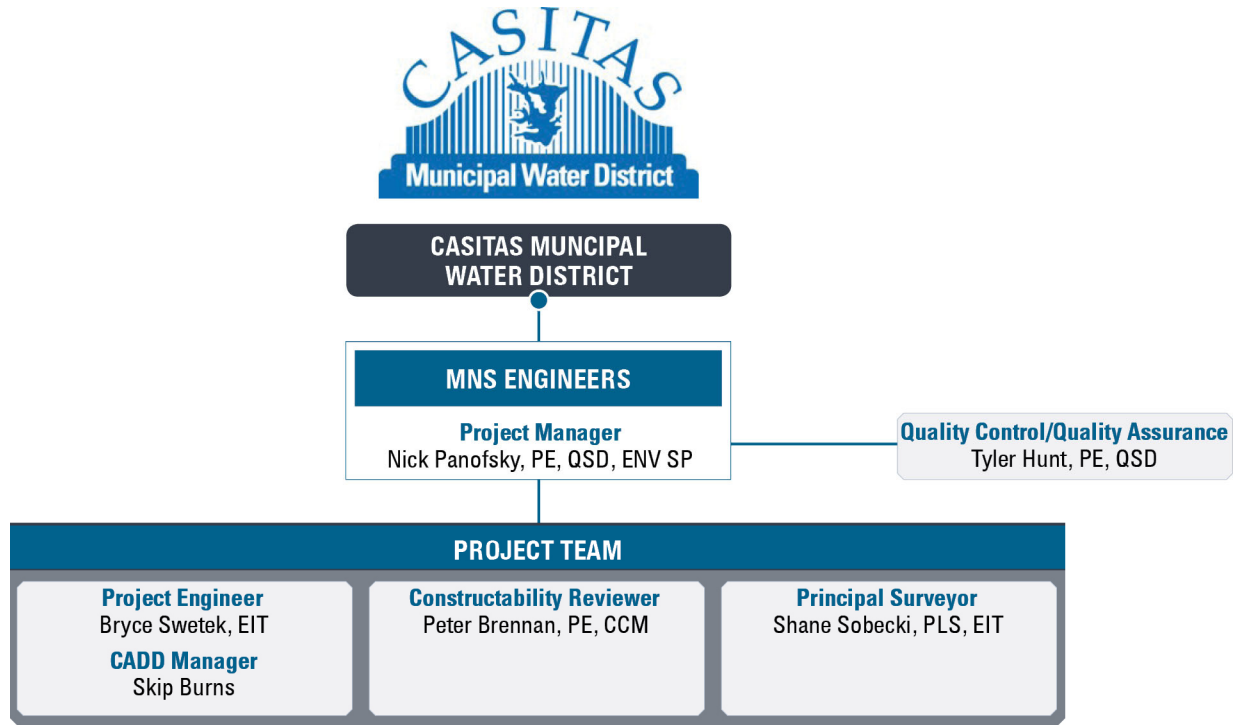 CASITAS
Municipal Water District
CASITAS MUNCIPAL
WATER DISTRICT
MNS ENGINEERS
Project Manager
Nick Panofsky, PE, QSD, ENV SP
Quality Control/Quality Assurance
Tyler Hunt, PE, QSD
PROJECT TEAM
Project Engineer
Bryce Swetek, EIT
CADD Manager
Skip Burns
Constructability Reviewer
Peter Brennan, PE, CCM
Principal Surveyor
Shane Sobecki, PLS, EIT